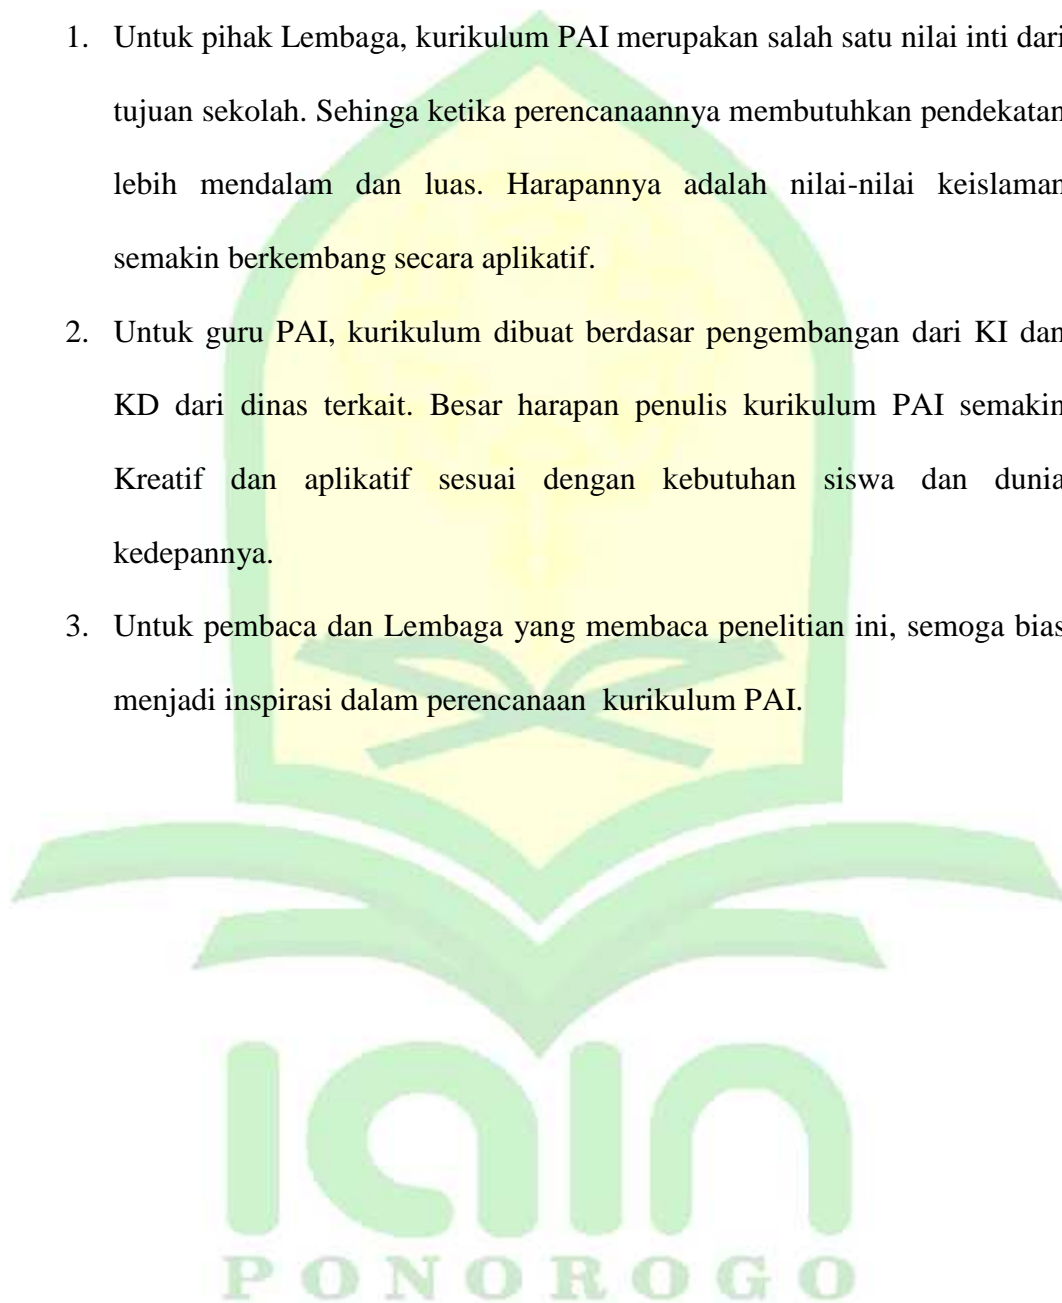 1. Untuk pihak Lembaga, kurikulum PAI merupakan salah satu nilai inti dari
tujuan sekolah. Sehinga ketika perencanaannya membutuhkan pendekatan
lebih mendalam dan luas. Harapannya adalah nilai-nilai keislaman
semakin berkembang secara aplikatif.
2. Untuk guru PAI, kurikulum dibuat berdasar pengembangan dari KI dan
KD dari dinas terkait. Besar harapan penulis kurikulum PAI semakin
Kreatif dan aplikatif sesuai dengan kebutuhan siswa dan dunia
kedepannya.
3. Untuk pembaca dan Lembaga yang membaca penelitian ini, semoga bias
menjadi inspirasi dalam perencanaan kurikulum PAI.
iain
PONOROGO